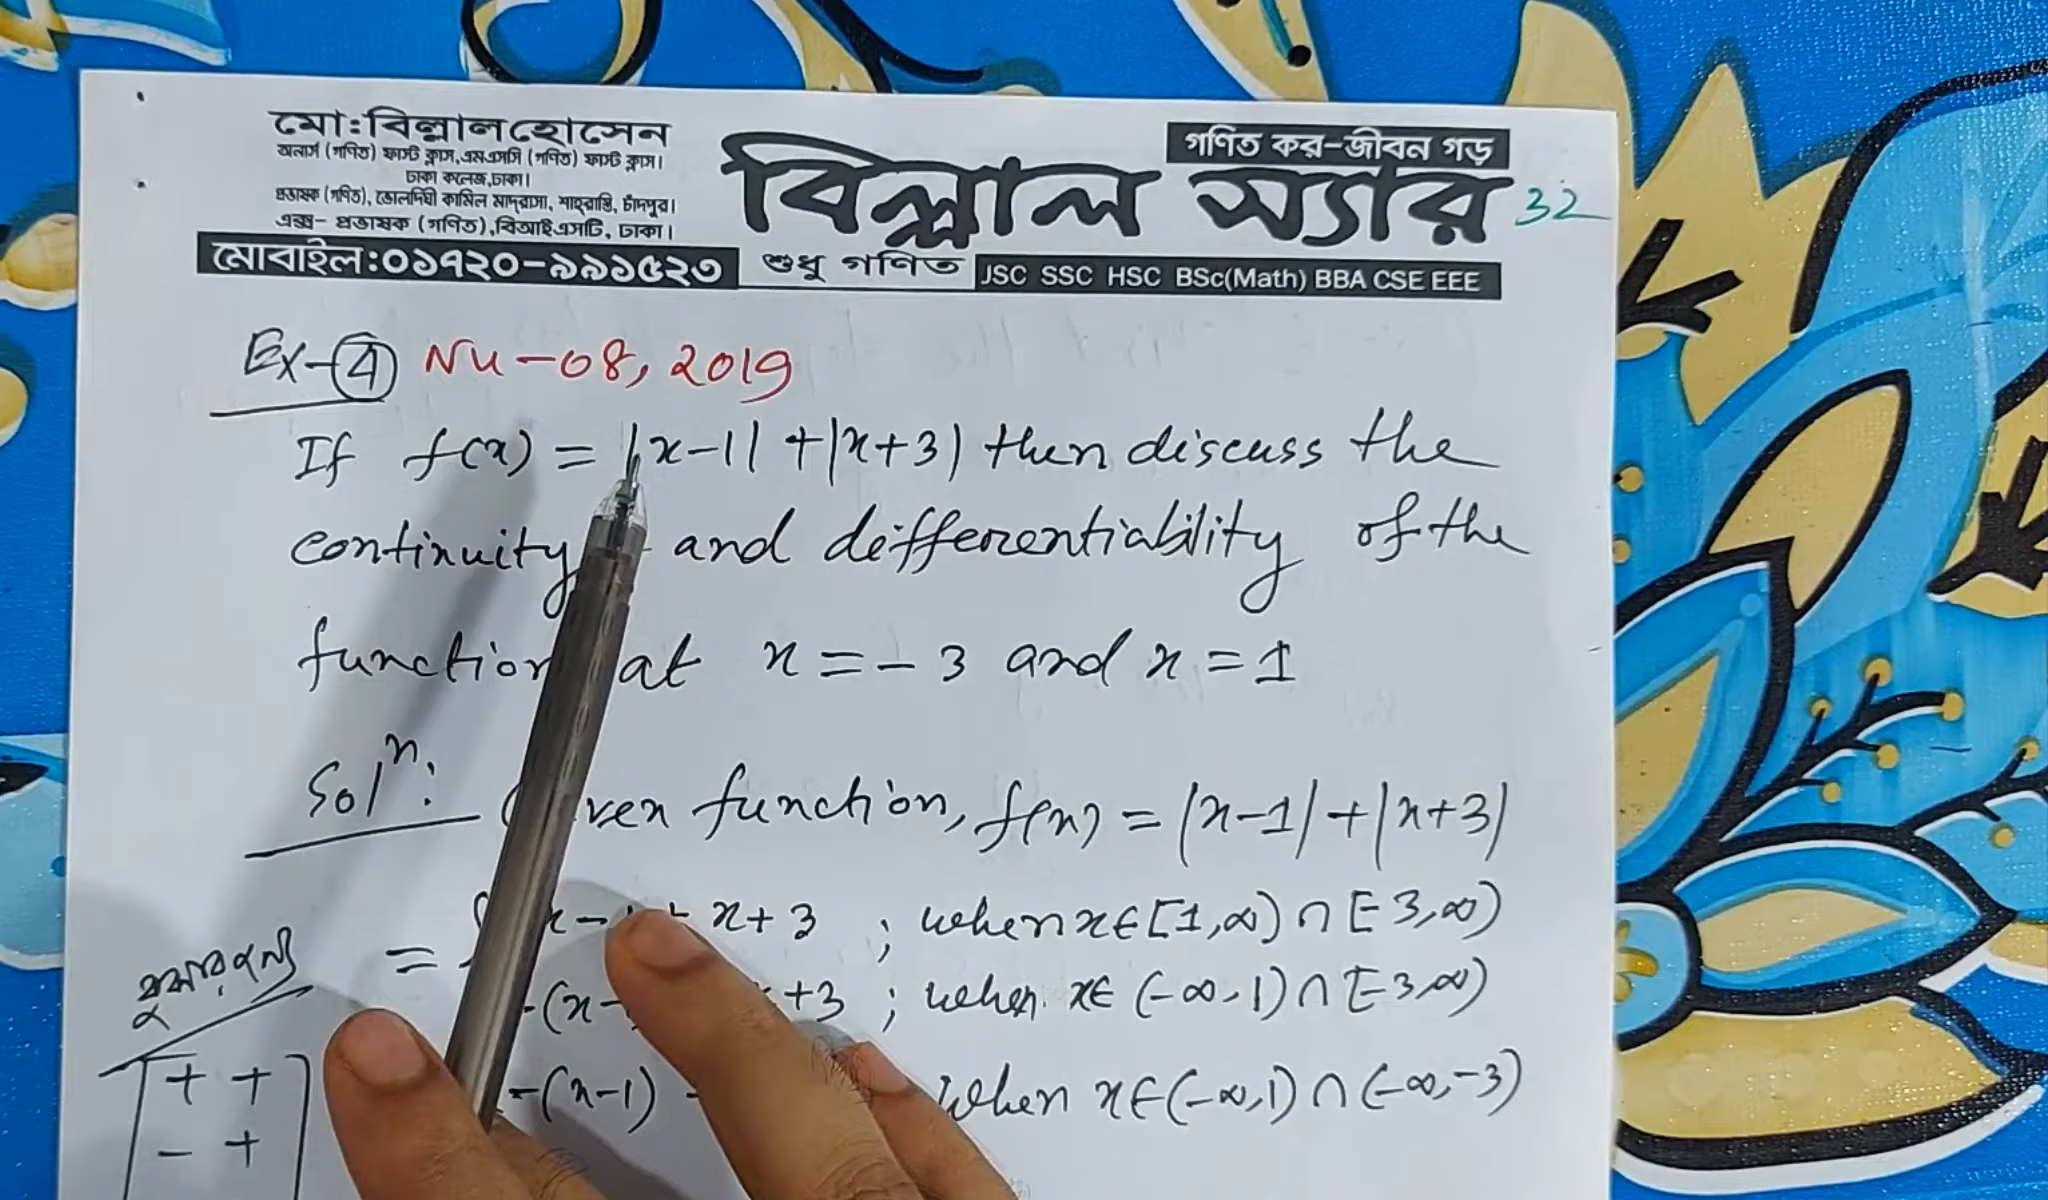 মো: বিল্লাল হোসেন
অনার্স (গণিত) ফার্স্ট ক্লাস,এমএসসি (গণিত) ফার্স্ট ক্লাস।
ঢাকা কলেজ,ঢাকা।
প্রভাষক (গণিত), ভোলদিঘী কামিল মাদ্রাসা, শাহরাস্তি, চাঁদপুর।
এক্স- প্রভাষক (গণিত),বিআইএসটি, ঢাকা।
মোবাইল:০১৭২০-৯৯১৫২৩
গণিত কর-জীবন গড়
বিল্লাল স্যার
32
শুধু গণিত JSC SSC HSC BSc(Math) BBA CSE EEE
Ex-4 NU-08, 2019
If f(x) = |x-1| + |x+3| then discuss the
continuity and differentiability of the
function at x = -3 and x = 1
Solⁿ: function, f(x) = |x-1| + |x+3|
= x+3 ; when x∈[1,∞) ∩ [-3,∞)
-(x- +3 ; when x∈ (-∞,1) ∩ [-3,∞)
-(x-1) - when x∈(-∞,1) ∩ (-∞,-3)
+ +
- +